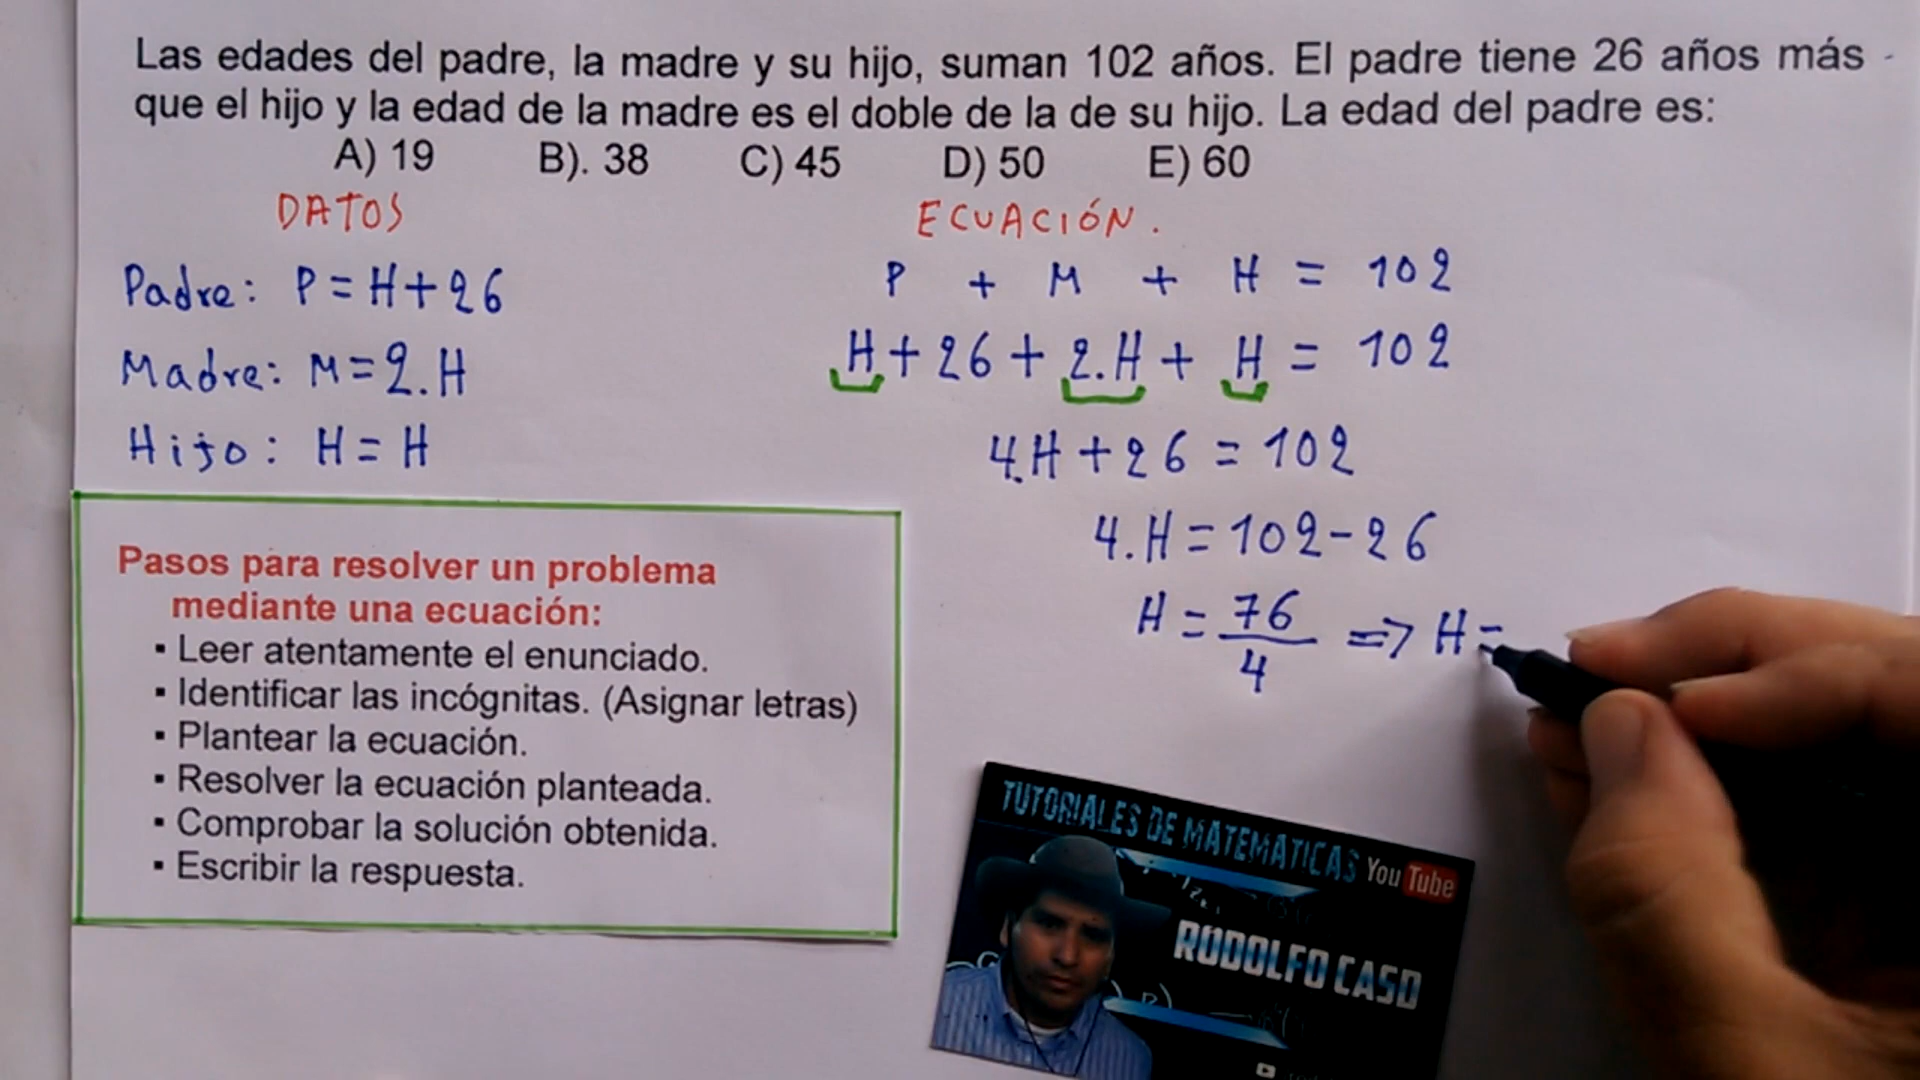 Las edades del padre, la madre y su hijo, suman 102 años. El padre tiene 26 años más
que el hijo y la edad de la madre es el doble de la de su hijo. La edad del padre es:
A) 19 B). 38 C) 45 D) 50 E) 60
DATOS
Padre: P = H + 26
Madre: M = 2.H
Hijo: H = H
ECUACIÓN.
P + M + H = 102
H + 26 + 2.H + H = 102
4.H + 26 = 102
4.H = 102 - 26
H = 76/4 => H =
Pasos para resolver un problema
mediante una ecuación:
▪ Leer atentamente el enunciado.
▪ Identificar las incógnitas. (Asignar letras)
▪ Plantear la ecuación.
▪ Resolver la ecuación planteada.
▪ Comprobar la solución obtenida.
▪ Escribir la respuesta.
TUTORIALES DE MATEMATICAS You Tube
RODOLFO CASO